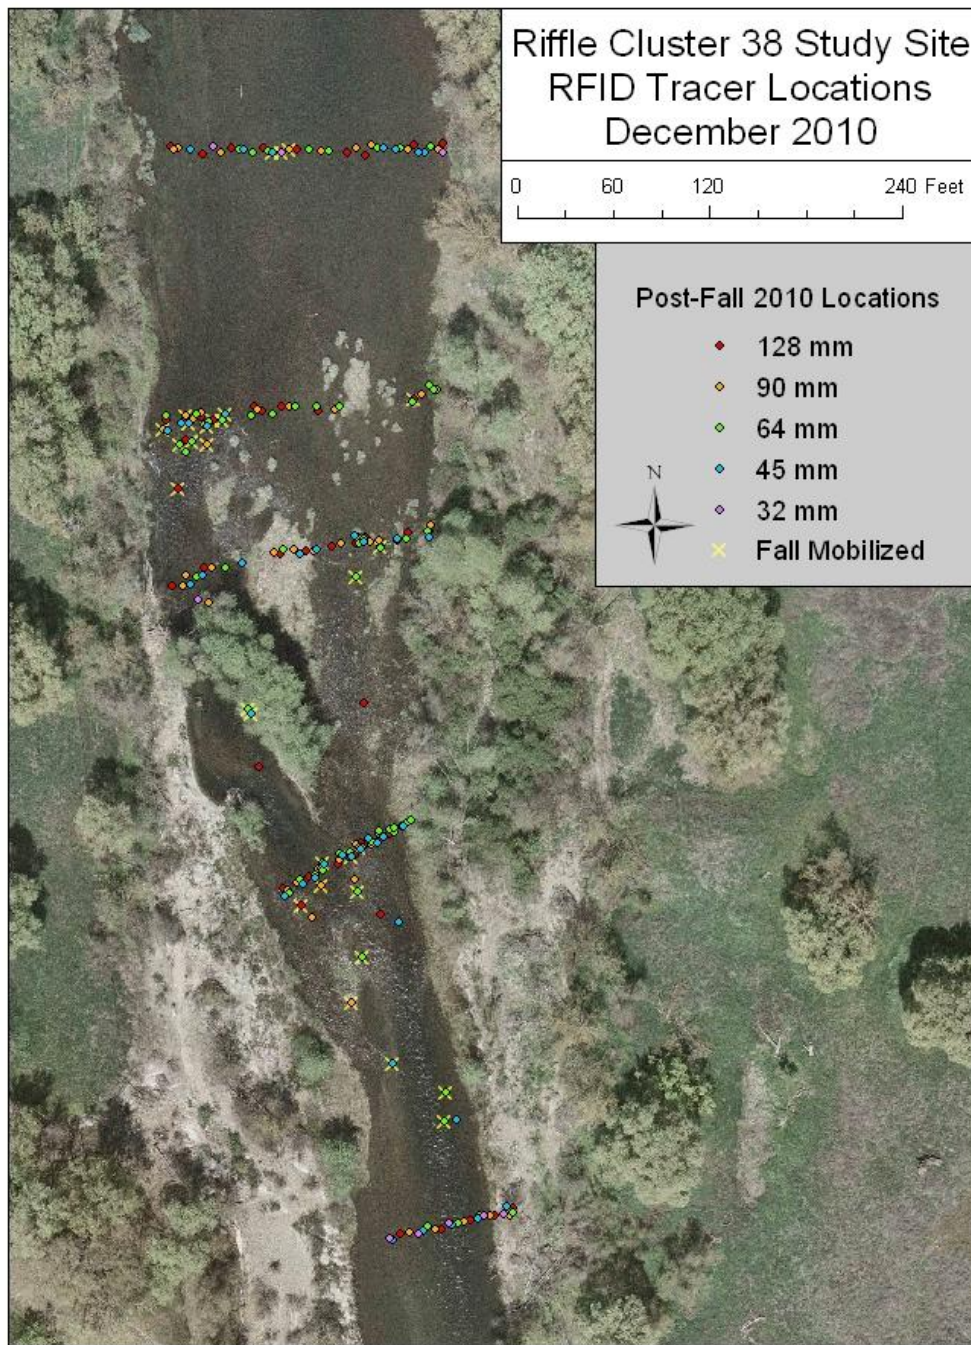 Riffle Cluster 38 Study Site
RFID Tracer Locations
December 2010
0 60 120 240 Feet
Post-Fall 2010 Locations
128 mm
90 mm
64 mm
45 mm
32 mm
Fall Mobilized
N